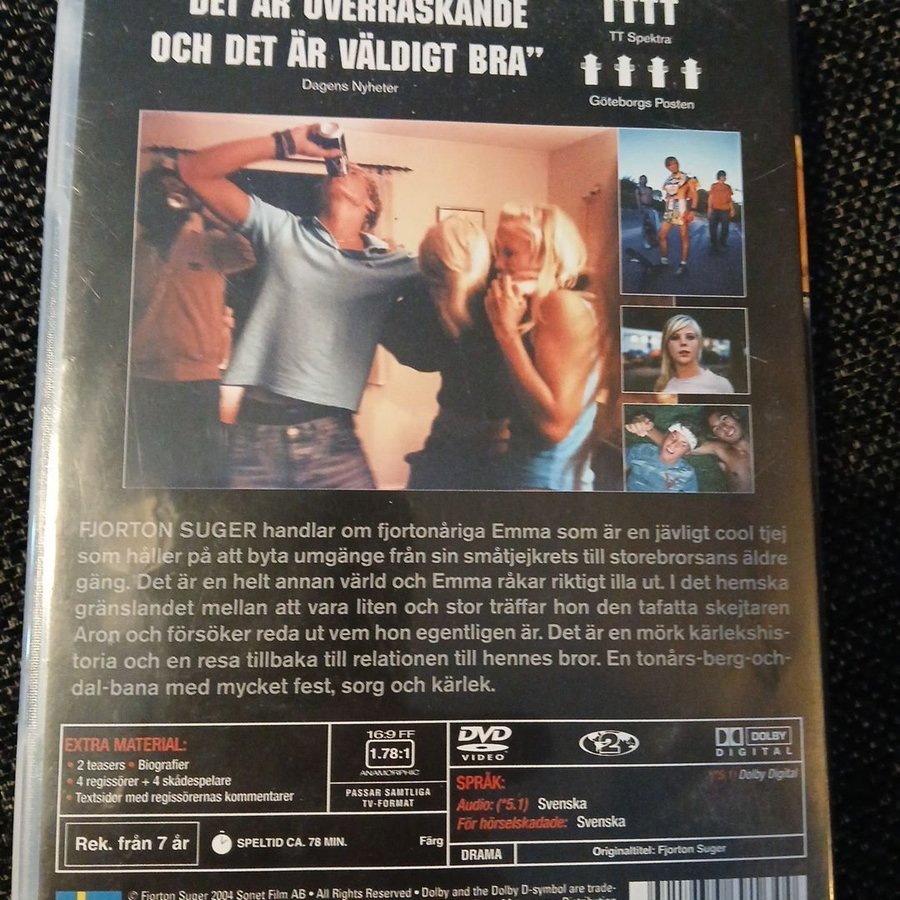 "DET ÄR ÖVERRASKANDE
OCH DET ÄR VÄLDIGT BRA"
Dagens Nyheter
TT Spektra
Göteborgs Posten
FJORTON SUGER handlar om fjortonåriga Emma som är en jävligt cool tjej
som håller på att byta umgänge från sin småtjejkrets till storebrorsans äldre
gäng. Det är en helt annan värld och Emma råkar riktigt illa ut. I det hemska
gränslandet mellan att vara liten och stor träffar hon den tafatta skejtaren
Aron och försöker reda ut vem hon egentligen är. Det är en mörk kärlekshis-
toria och en resa tillbaka till relationen till hennes bror. En tonårs-berg-och-
dal-bana med mycket fest, sorg och kärlek.
EXTRA MATERIAL:
• 2 teasers • Biografier
• 4 regissörer + 4 skådespelare
• Textsidor med regissörernas kommentarer
16:9 FF
1.78:1
ANAMORPHIC
PASSAR SAMTLIGA
TV-FORMAT
Rek. från 7 år
SPELTID CA. 78 MIN.
Färg
DVD
VIDEO
2
DOLBY
DIGITAL
(*5.1) Dolby Digital
SPRÅK:
Audio: (*5.1) Svenska
För hörselskadade: Svenska
DRAMA
Originaltitel: Fjorton Suger
© Fjorton Suger 2004 Sonet Film AB • All Rights Reserved • Dolby and the Dolby D-symbol are trade-